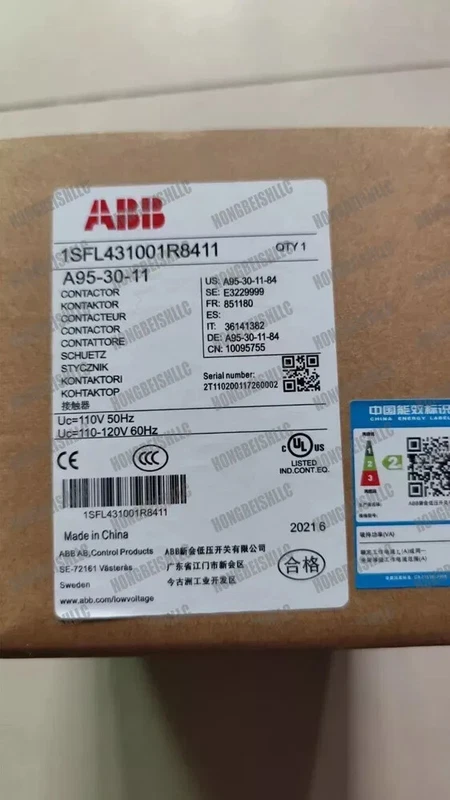 ABB
1SFL431001R8411 QTY 1
A95-30-11
CONTACTOR
KONTAKTOR
CONTACTEUR
CONTACTOR
CONTATTORE
SCHUETZ
STYCZNIK
KONTAKTORI
КОНТАКТОР
接触器
US: A95-30-11-84
SE: E3229999
FR: 851180
ES:
IT: 36141382
DE: A95-30-11-84
CN: 10095755
Serial number:
2T110200117260002
Uc=110V 50Hz
Uc=110-120V 60Hz
CE CCC C UL US
LISTED
IND.CONT.EQ.
1SFL431001R8411
Made in China 2021.6
ABB AB,Control Products
SE-72161 Västerås
Sweden
www.abb.com/lowvoltage
ABB新会低压开关有限公司
广东省江门市新会区
今古洲工业开发区
合格
中国能效标识
CHINA ENERGY LABEL
1
2
3
2
HONGBEISHLLC